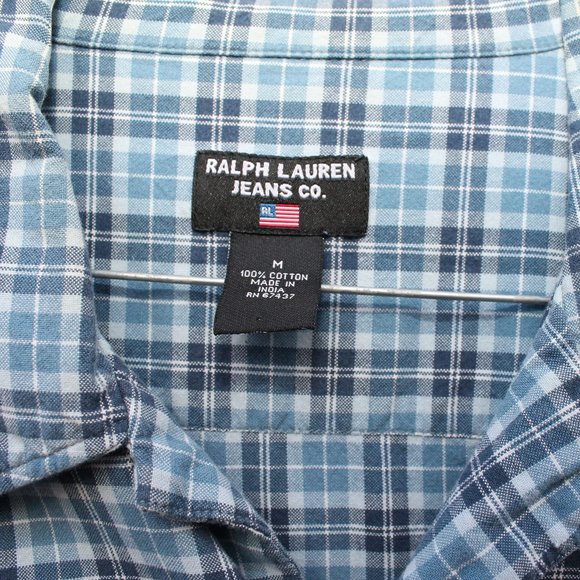 RALPH LAUREN
JEANS CO.
RL
M
100% COTTON
MADE IN
INDIA
RN 67437